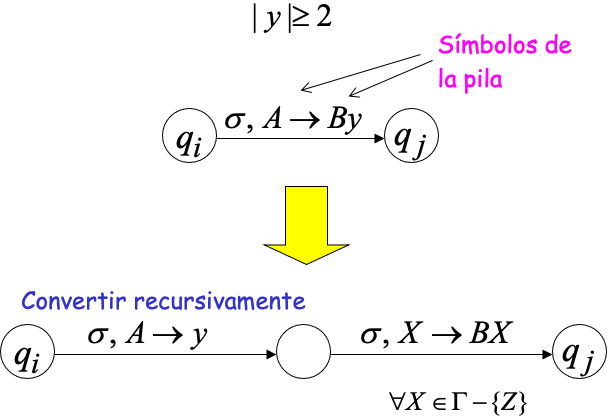 |y|≥2
Símbolos de
la pila
q_i
σ, A → By
q_j
Convertir recursivamente
q_i
σ, A → y
σ, X → BX
q_j
∀X ∈ Γ − {Z}